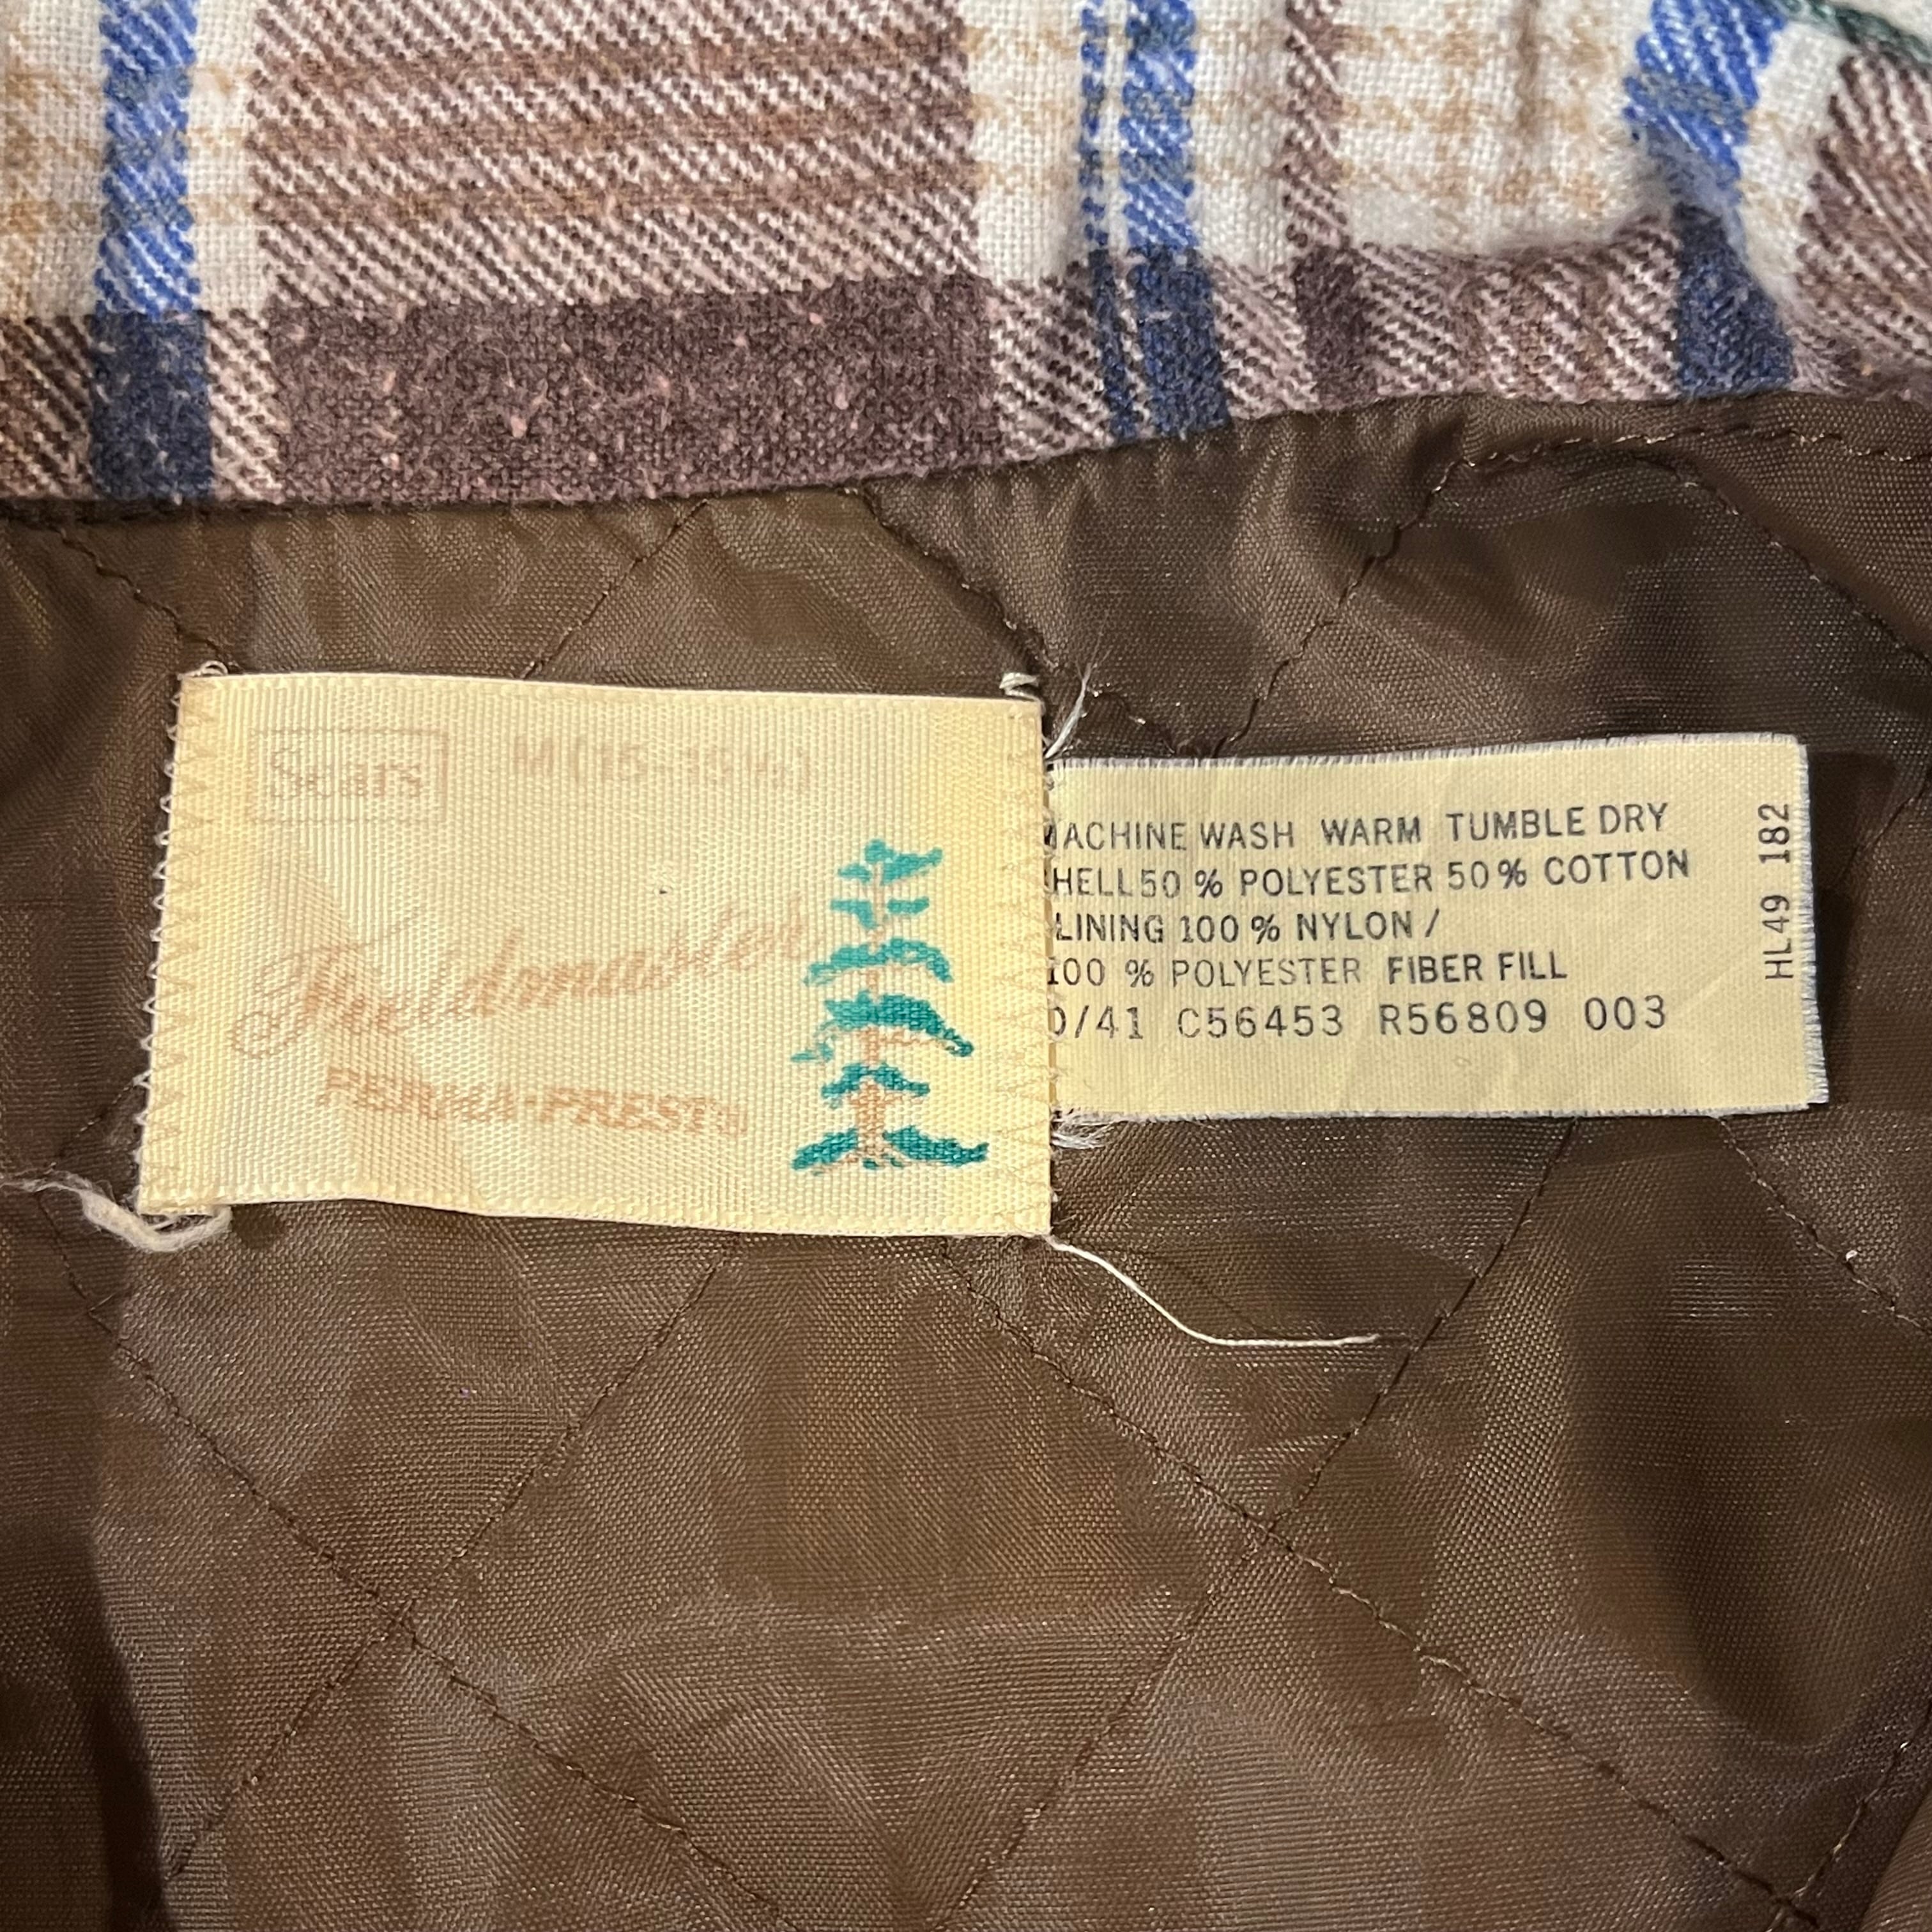 Sears
M (15-15½)
Fieldmaster
PERMA-PREST®
MACHINE WASH WARM TUMBLE DRY
HELL 50% POLYESTER 50% COTTON
LINING 100% NYLON /
100 % POLYESTER FIBER FILL
0/41 C56453 R56809 003
HL49 182